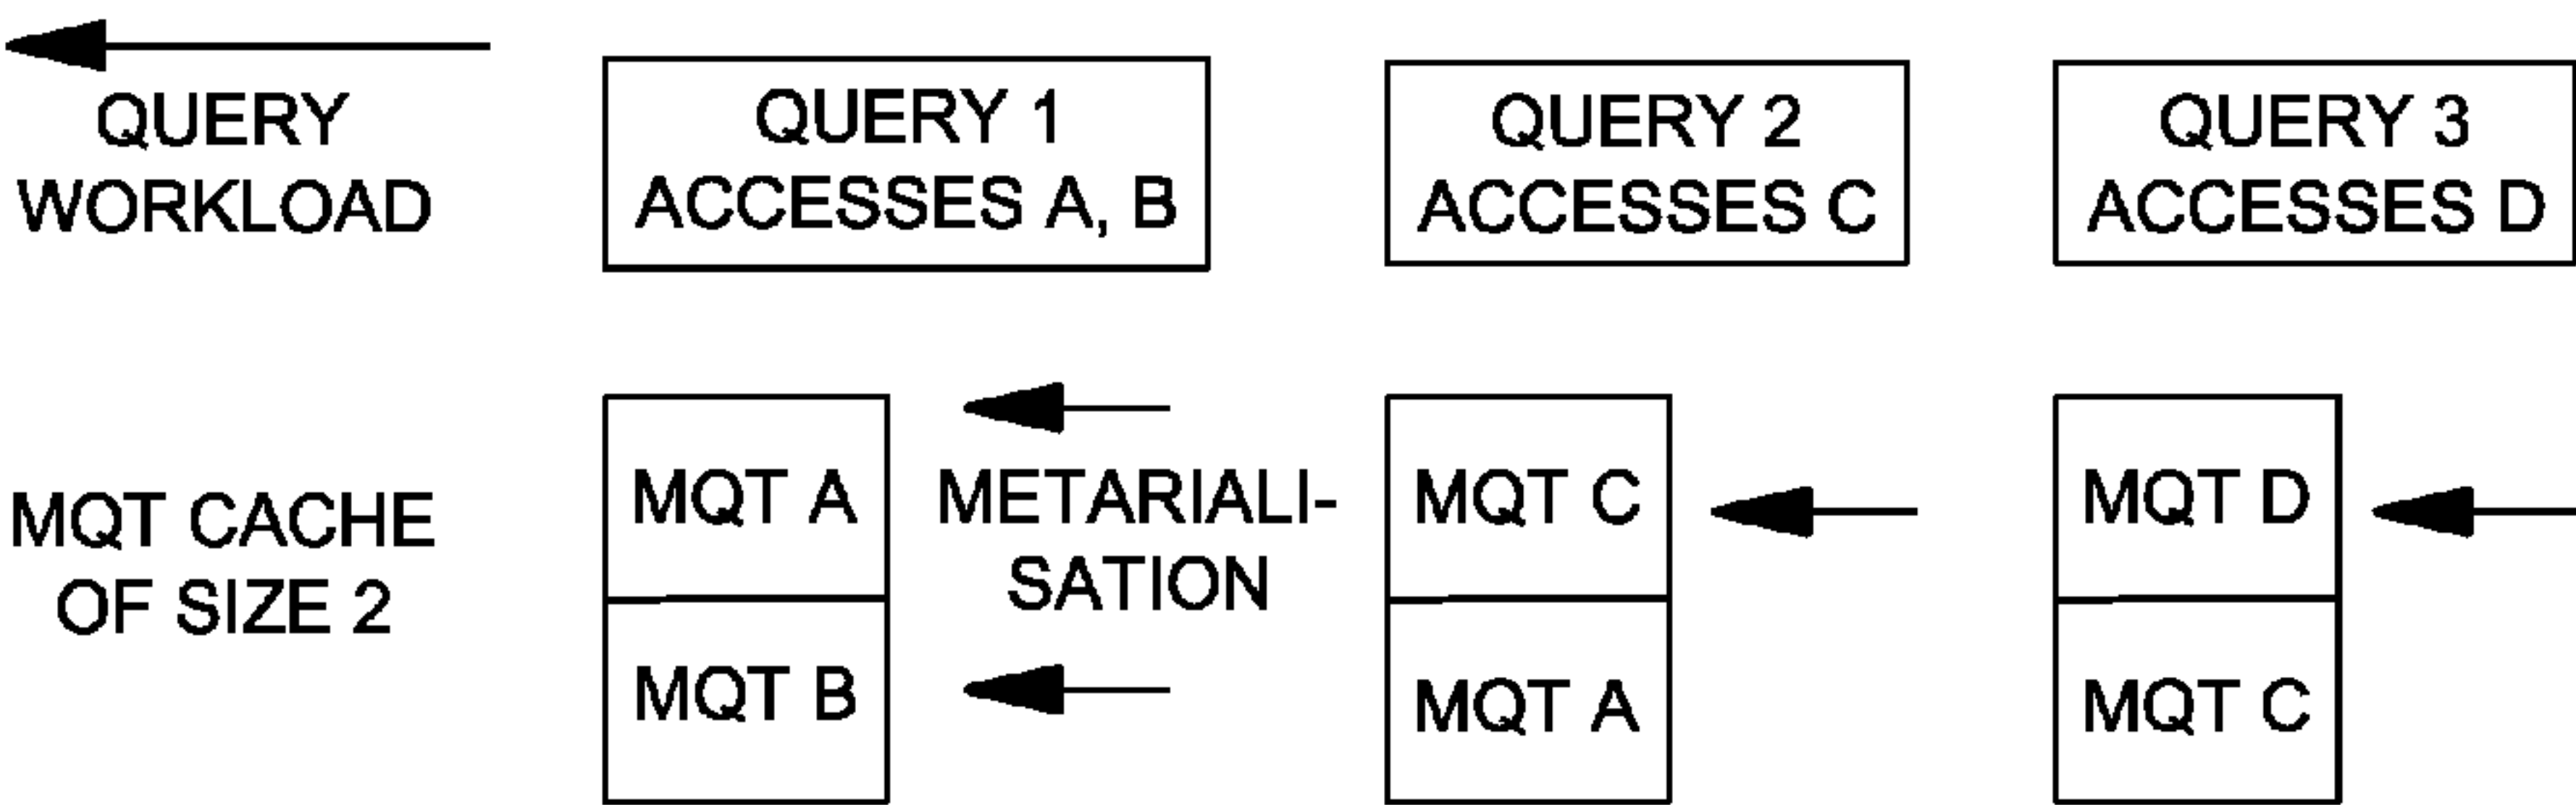 QUERY
WORKLOAD
QUERY 1
ACCESSES A, B
QUERY 2
ACCESSES C
QUERY 3
ACCESSES D
MQT CACHE
OF SIZE 2
MQT A
MQT B
METARIALI-
SATION
MQT C
MQT A
MQT D
MQT C